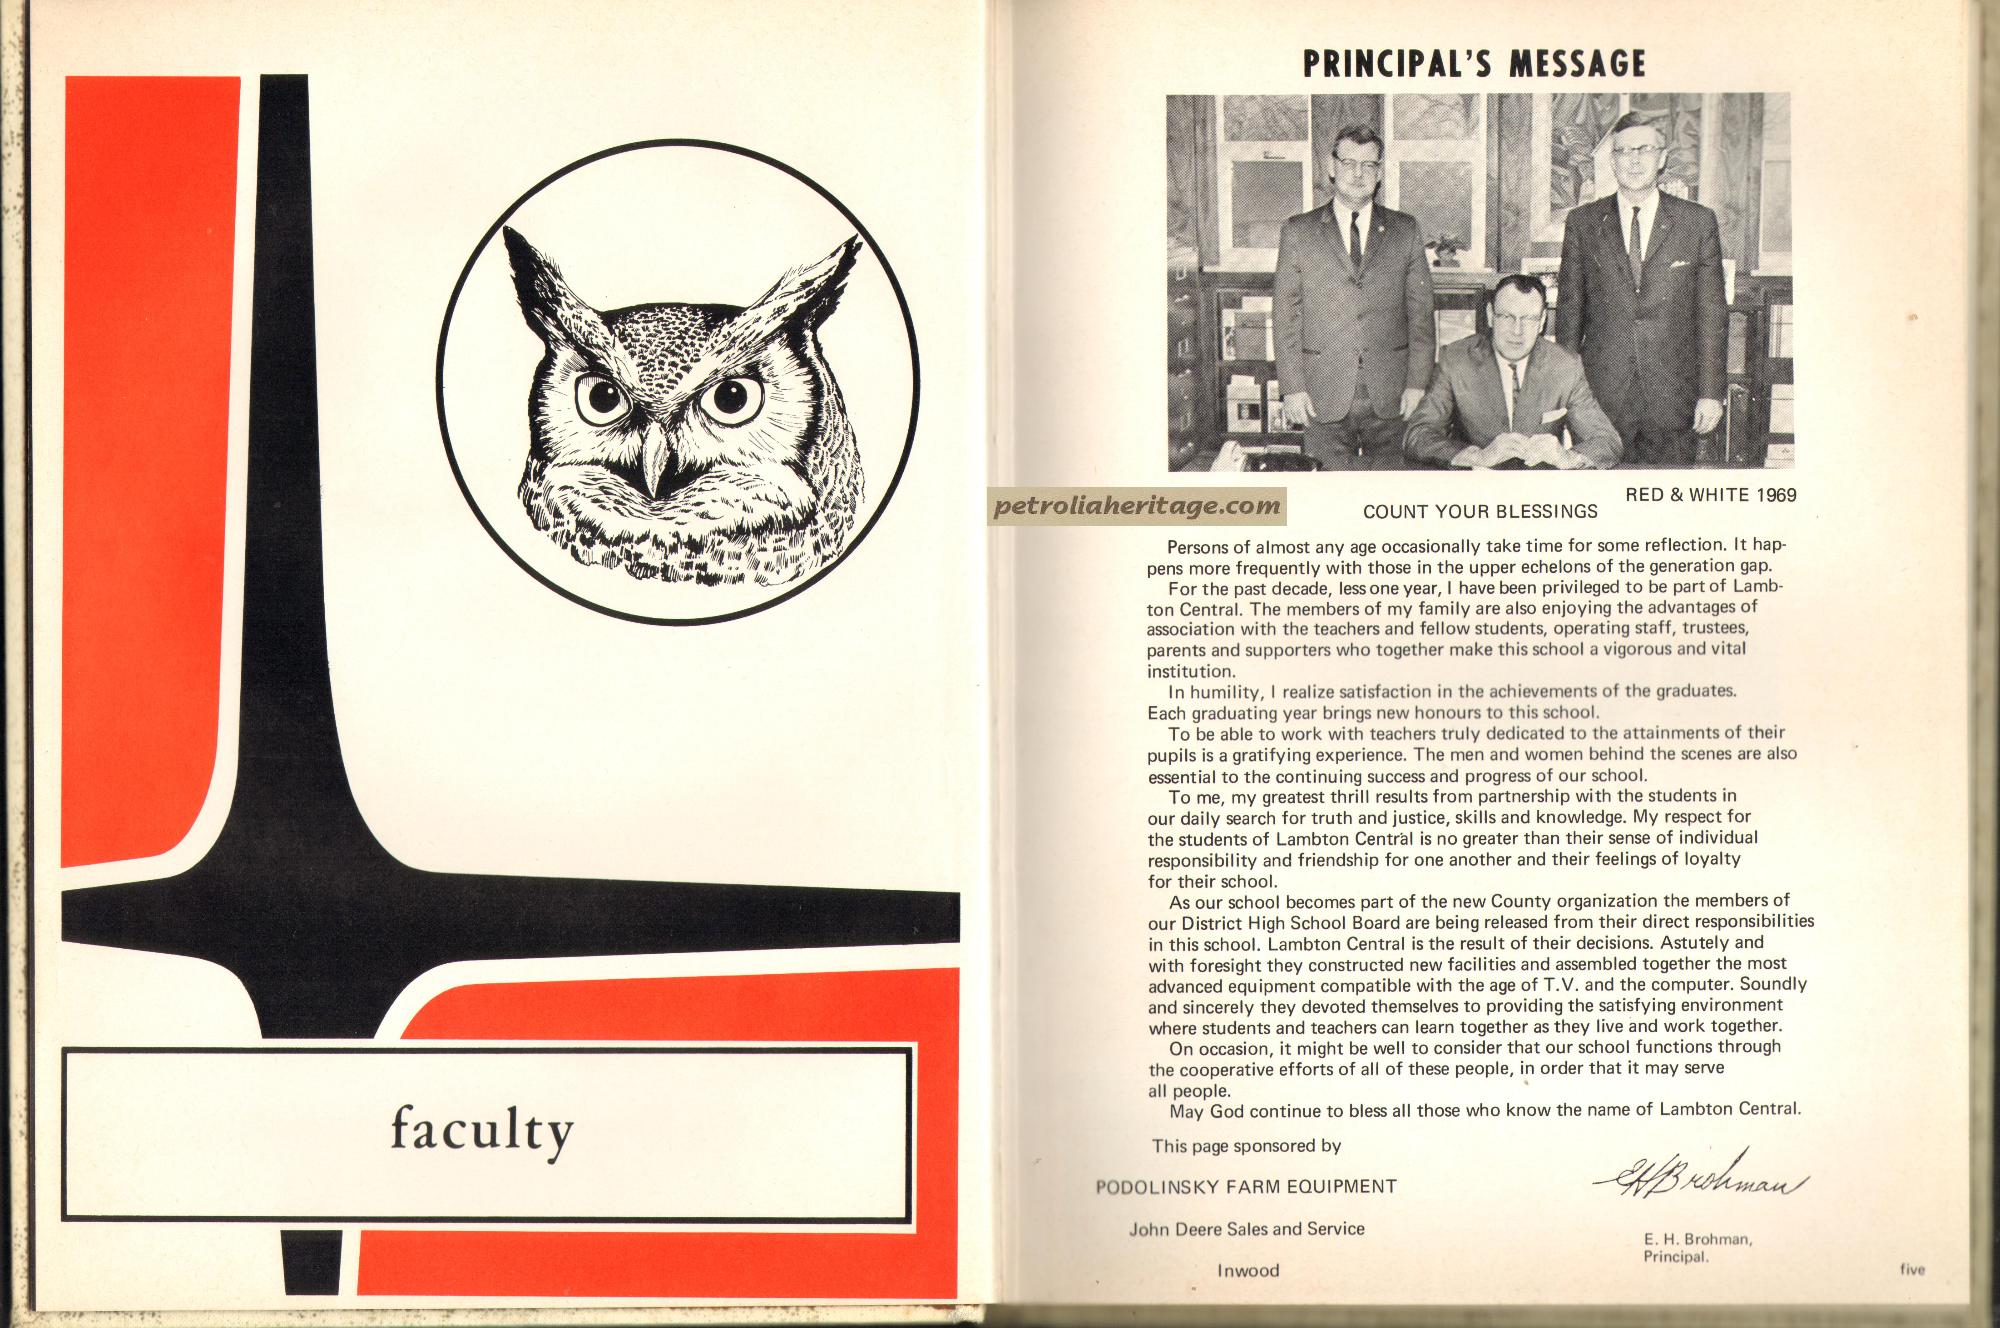 faculty
PRINCIPAL'S MESSAGE
petroliaheritage.com
RED & WHITE 1969
COUNT YOUR BLESSINGS
Persons of almost any age occasionally take time for some reflection. It hap-
pens more frequently with those in the upper echelons of the generation gap.
For the past decade, less one year, I have been privileged to be part of Lamb-
ton Central. The members of my family are also enjoying the advantages of
association with the teachers and fellow students, operating staff, trustees,
parents and supporters who together make this school a vigorous and vital
institution.
In humility, I realize satisfaction in the achievements of the graduates.
Each graduating year brings new honours to this school.
To be able to work with teachers truly dedicated to the attainments of their
pupils is a gratifying experience. The men and women behind the scenes are also
essential to the continuing success and progress of our school.
To me, my greatest thrill results from partnership with the students in
our daily search for truth and justice, skills and knowledge. My respect for
the students of Lambton Central is no greater than their sense of individual
responsibility and friendship for one another and their feelings of loyalty
for their school.
As our school becomes part of the new County organization the members of
our District High School Board are being released from their direct responsibilities
in this school. Lambton Central is the result of their decisions. Astutely and
with foresight they constructed new facilities and assembled together the most
advanced equipment compatible with the age of T.V. and the computer. Soundly
and sincerely they devoted themselves to providing the satisfying environment
where students and teachers can learn together as they live and work together.
On occasion, it might be well to consider that our school functions through
the cooperative efforts of all of these people, in order that it may serve
all people.
May God continue to bless all those who know the name of Lambton Central.
This page sponsored by
PODOLINSKY FARM EQUIPMENT
John Deere Sales and Service
Inwood
EH Brohman
E. H. Brohman,
Principal.
five